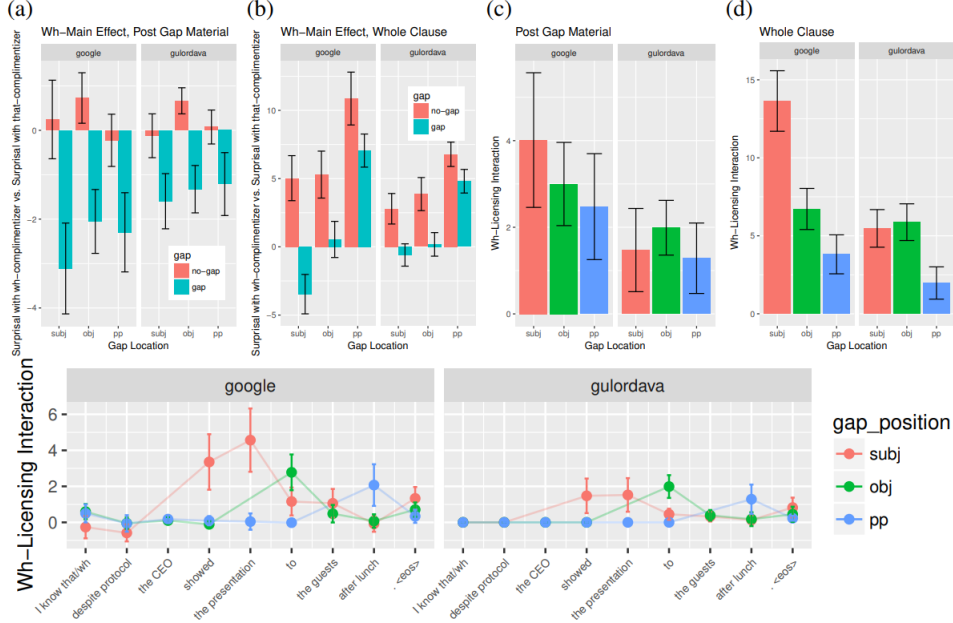 (a)
Wh-Main Effect, Post Gap Material
google
gulordava
Surprisal with wh-complimentizer vs. Surprisal with that-complimentizer
0
-2
-4
gap
no-gap
gap
subj
obj
pp
subj
obj
pp
Gap Location
(b)
Wh-Main Effect, Whole Clause
google
gulordava
Surprisal with wh-complimentizer vs. Surprisal with that-complimentizer
10
5
0
-5
gap
no-gap
gap
subj
obj
pp
subj
obj
pp
Gap Location
(c)
Post Gap Material
google
gulordava
Wh-Licensing Interaction
4
2
0
subj
obj
pp
subj
obj
pp
Gap Location
(d)
Whole Clause
google
gulordava
Wh-Licensing Interaction
15
10
5
0
subj
obj
pp
subj
obj
pp
Gap Location
google
gulordava
Wh-Licensing Interaction
6
4
2
0
I know that/wh
despite protocol
the CEO
showed
the presentation
to
the guests
after lunch
. <eos>
I know that/wh
despite protocol
the CEO
showed
the presentation
to
the guests
after lunch
. <eos>
gap_position
subj
obj
pp